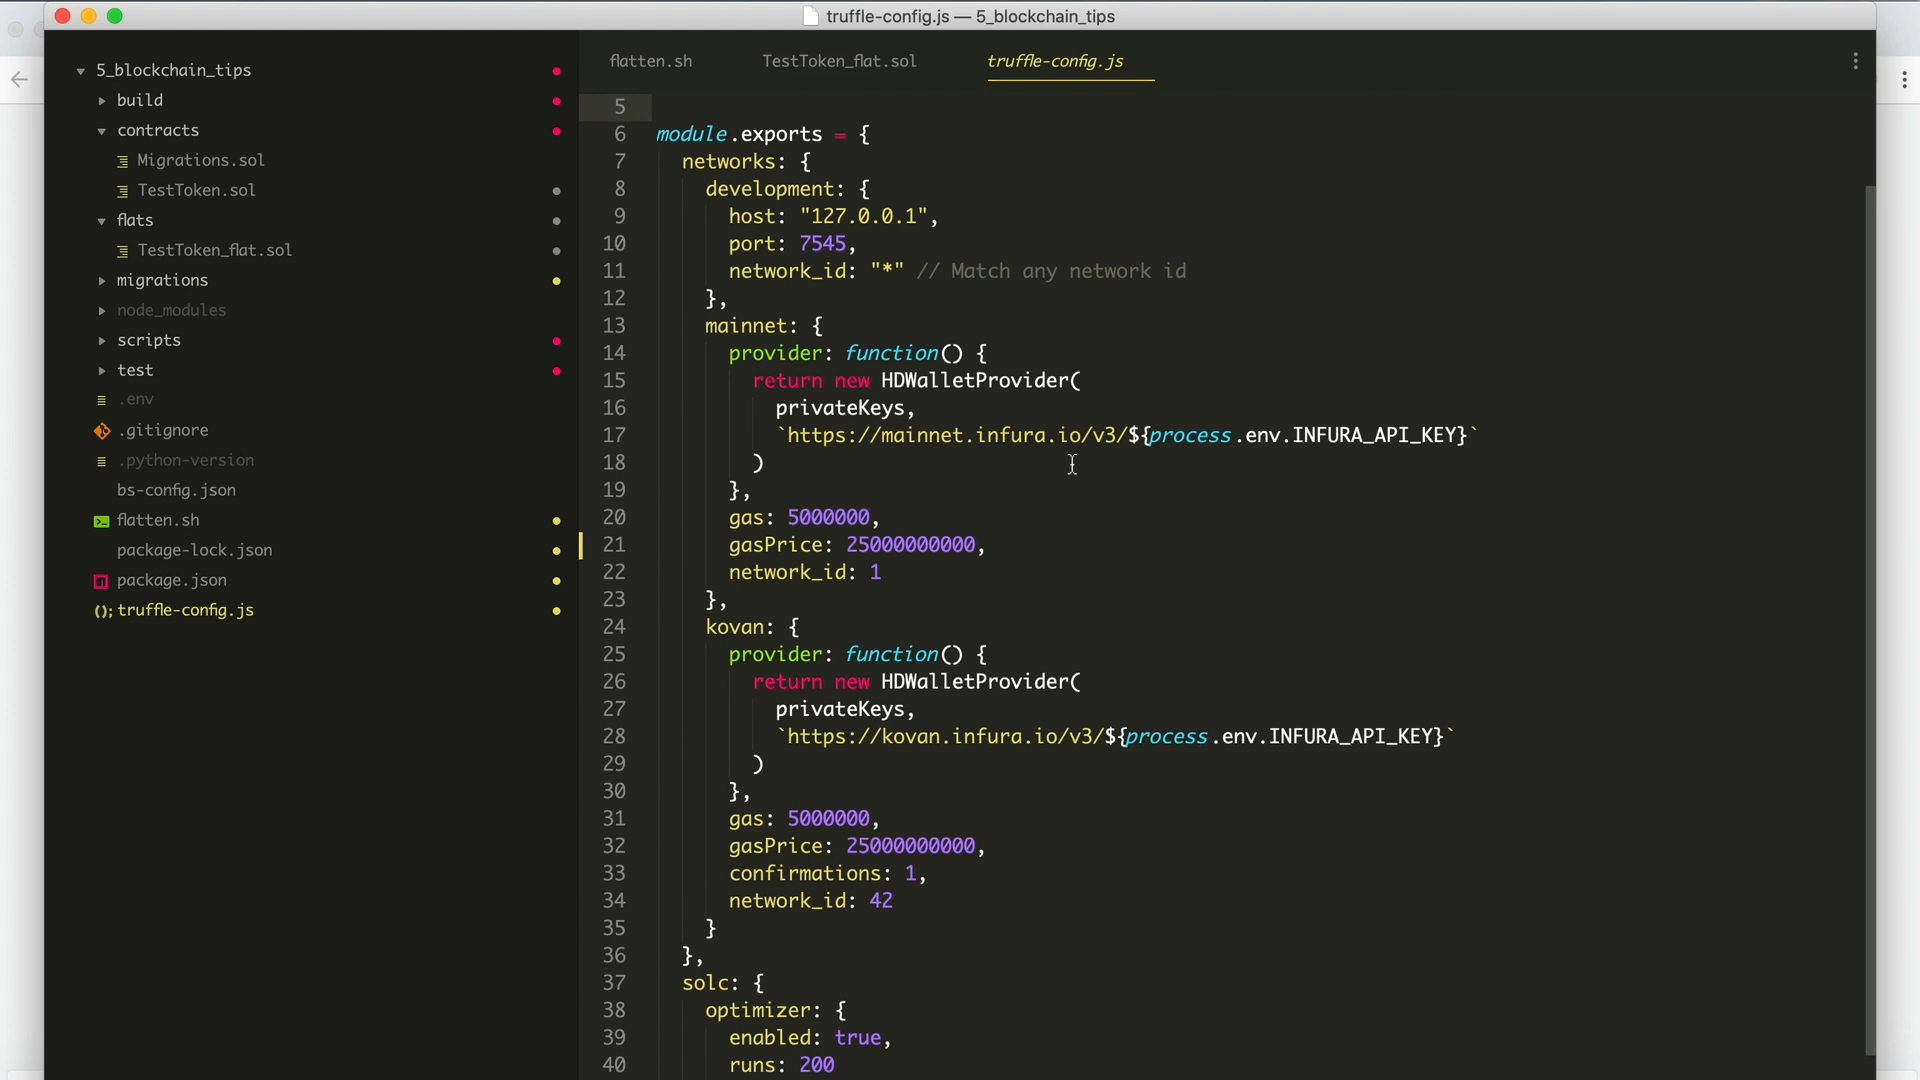 truffle-config.js — 5_blockchain_tips
5_blockchain_tips
build
contracts
Migrations.sol
TestToken.sol
flats
TestToken_flat.sol
migrations
node_modules
scripts
test
.env
.gitignore
.python-version
bs-config.json
flatten.sh
package-lock.json
package.json
(); truffle-config.js
flatten.sh
TestToken_flat.sol
truffle-config.js
5
6 module.exports = {
7 networks: {
8 development: {
9 host: "127.0.0.1",
10 port: 7545,
11 network_id: "*" // Match any network id
12 },
13 mainnet: {
14 provider: function() {
15 return new HDWalletProvider(
16 privateKeys,
17 `https://mainnet.infura.io/v3/${process.env.INFURA_API_KEY}`
18 )
19 },
20 gas: 5000000,
21 gasPrice: 25000000000,
22 network_id: 1
23 },
24 kovan: {
25 provider: function() {
26 return new HDWalletProvider(
27 privateKeys,
28 `https://kovan.infura.io/v3/${process.env.INFURA_API_KEY}`
29 )
30 },
31 gas: 5000000,
32 gasPrice: 25000000000,
33 confirmations: 1,
34 network_id: 42
35 }
36 },
37 solc: {
38 optimizer: {
39 enabled: true,
40 runs: 200